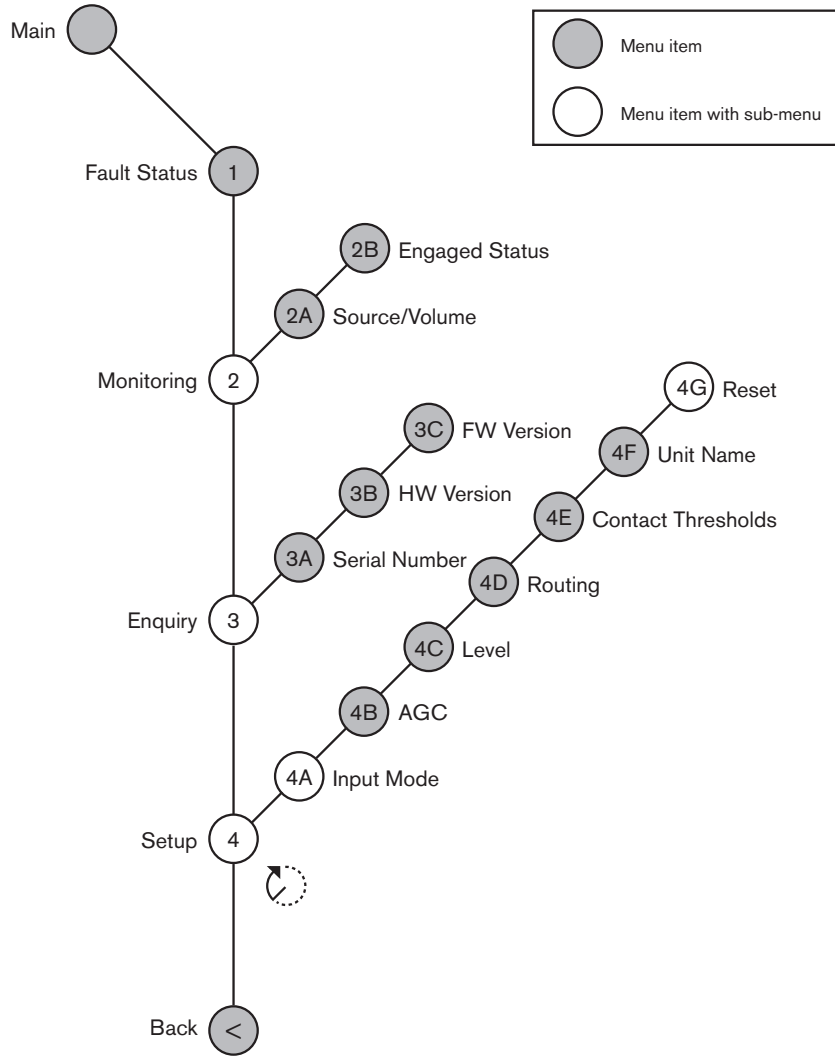 Main
Menu item
Menu item with sub-menu
Fault Status 1
2B Engaged Status
2A Source/Volume
Monitoring 2
4G Reset
3C FW Version
4F Unit Name
3B HW Version
4E Contact Thresholds
3A Serial Number
4D Routing
Enquiry 3
4C Level
4B AGC
4A Input Mode
Setup 4
Back <